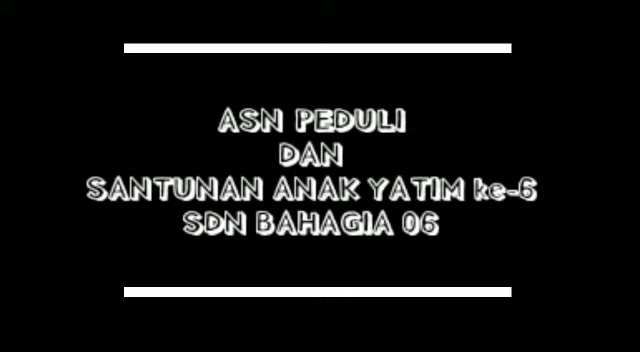 ASN PEDULI
DAN
SANTUNAN ANAK YATIM ke-6
SDN BAHAGIA 06